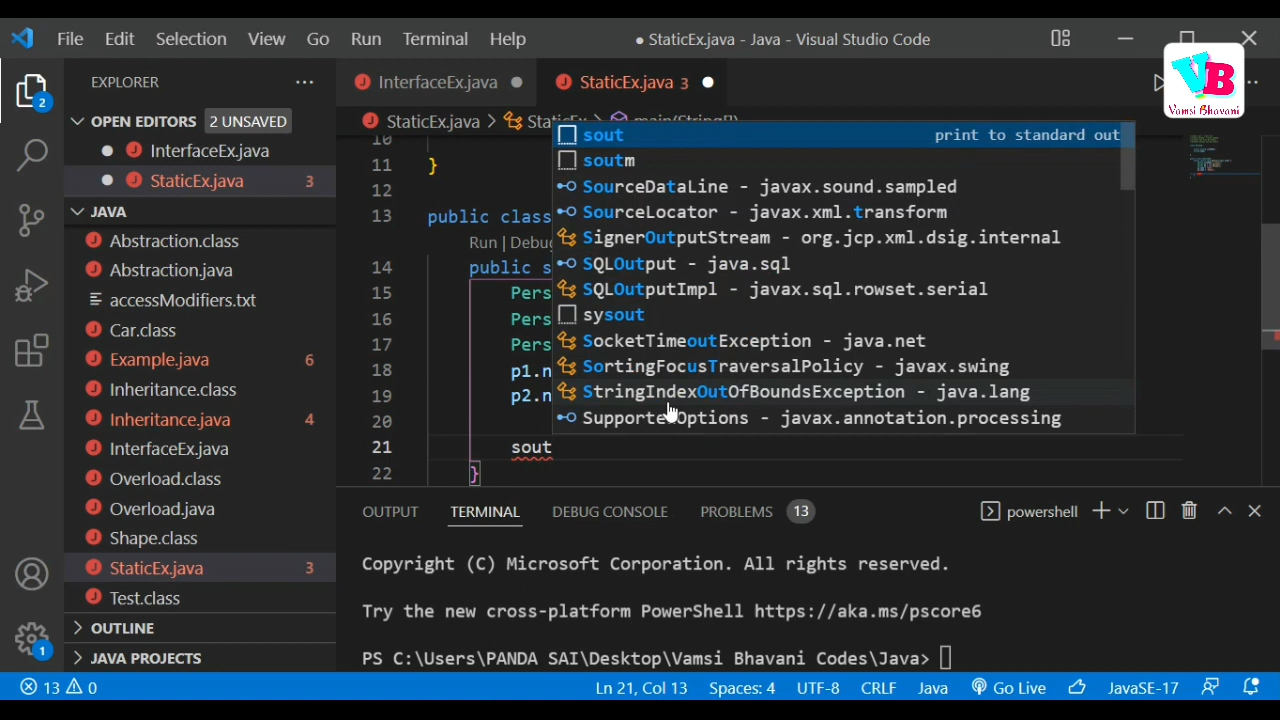 File Edit Selection View Go Run Terminal Help
● StaticEx.java - Java - Visual Studio Code
VB
Vamsi Bhavani
EXPLORER
OPEN EDITORS 2 UNSAVED
InterfaceEx.java
StaticEx.java 3
JAVA
Abstraction.class
Abstraction.java
accessModifiers.txt
Car.class
Example.java 6
Inheritance.class
Inheritance.java 4
InterfaceEx.java
Overload.class
Overload.java
Shape.class
StaticEx.java 3
Test.class
OUTLINE
JAVA PROJECTS
2
1
InterfaceEx.java
StaticEx.java 3
StaticEx.java > StaticEx > main(String[])
10
11 }
12
13 public class
Run | Debug
14 public s
15 Pers
16 Pers
17 Pers
18 p1.n
19 p2.n
20
21 sout
22 }
sout print to standard out
soutm
SourceDataLine - javax.sound.sampled
SourceLocator - javax.xml.transform
SignerOutputStream - org.jcp.xml.dsig.internal
SQLOutput - java.sql
SQLOutputImpl - javax.sql.rowset.serial
sysout
SocketTimeoutException - java.net
SortingFocusTraversalPolicy - javax.swing
StringIndexOutOfBoundsException - java.lang
SupportedOptions - javax.annotation.processing
OUTPUT TERMINAL DEBUG CONSOLE PROBLEMS 13 powershell
Copyright (C) Microsoft Corporation. All rights reserved.
Try the new cross-platform PowerShell https://aka.ms/pscore6
PS C:\Users\PANDA SAI\Desktop\Vamsi Bhavani Codes\Java>
13 0 Ln 21, Col 13 Spaces: 4 UTF-8 CRLF Java Go Live JavaSE-17